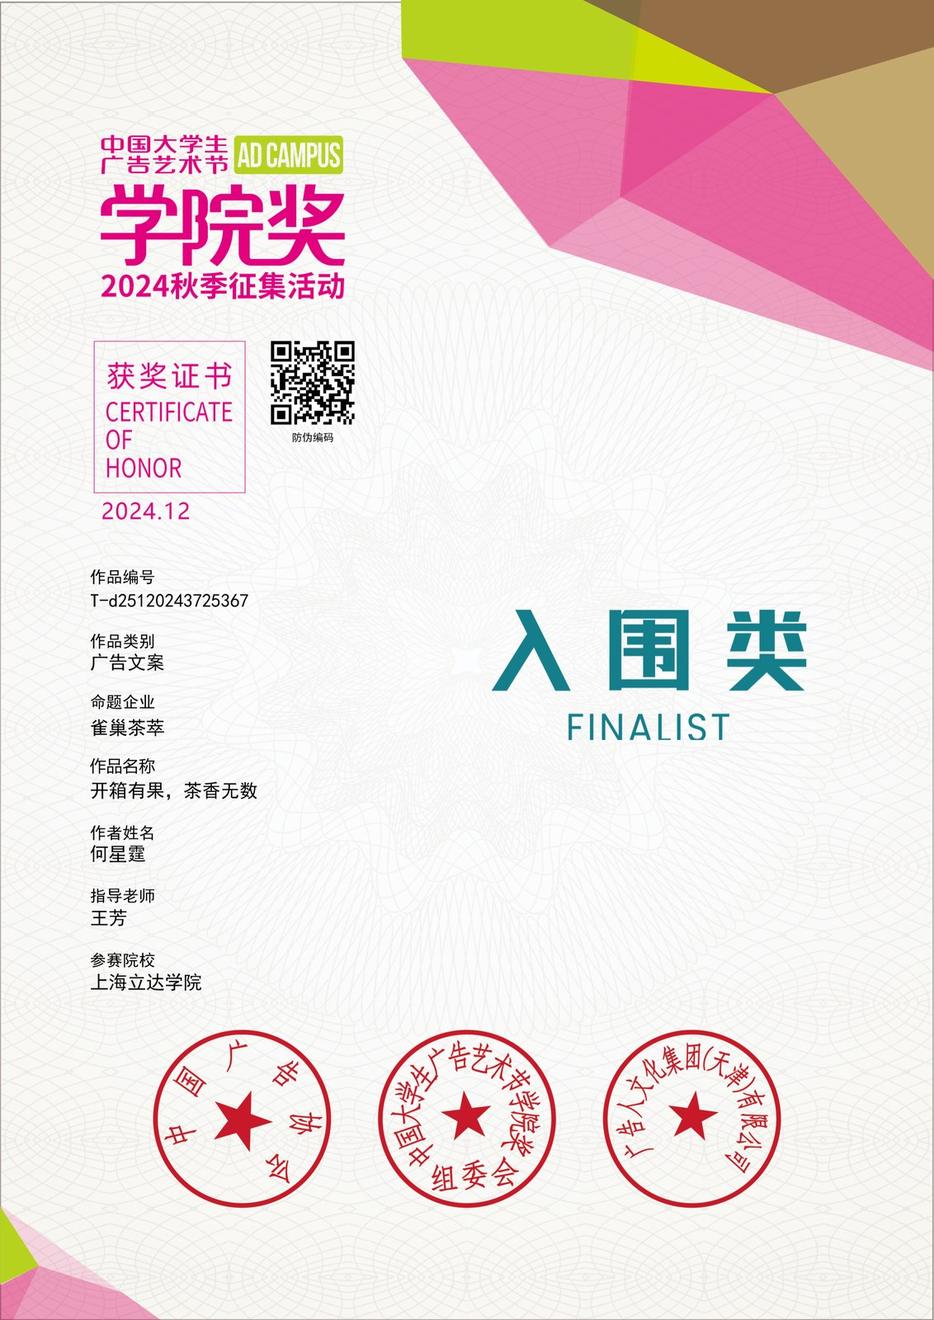 中国大学生
广告艺术节
AD CAMPUS
学院奖
2024秋季征集活动
获奖证书
CERTIFICATE
OF
HONOR
防伪编码
2024.12
作品编号
T-d25120243725367
作品类别
广告文案
命题企业
雀巢茶萃
作品名称
开箱有果，茶香无数
作者姓名
何星霆
指导老师
王芳
参赛院校
上海立达学院
入围类
FINALIST
中国广告协会
中国大学生广告艺术节学院奖
组委会
广告人文化集团(天津)有限公司